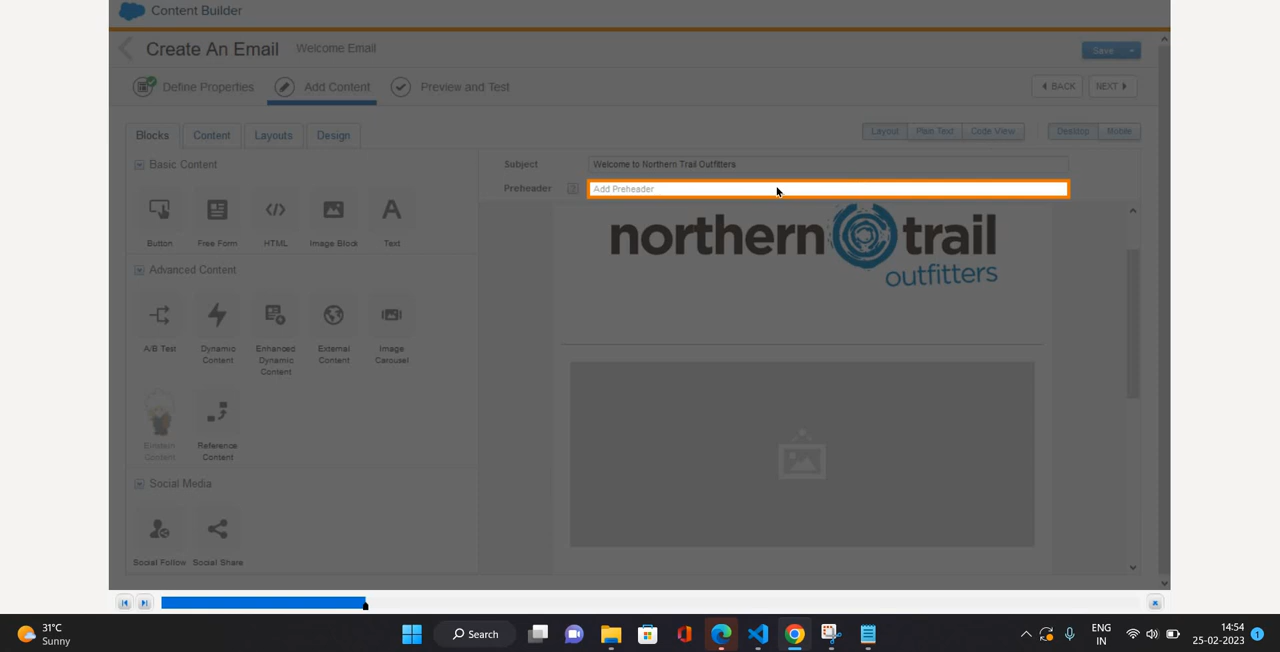 Content Builder
Create An Email Welcome Email
Save
Define Properties Add Content Preview and Test
BACK NEXT
Blocks Content Layouts Design
Layout Plain Text Code View Desktop Mobile
Basic Content
Subject Welcome to Northern Trail Outfitters
Preheader ? Add Preheader
Button Free Form HTML Image Block Text
northern trail
outfitters
Advanced Content
A/B Test Dynamic Content Enhanced Dynamic Content External Content Image Carousel
Einstein Content Reference Content
Social Media
Social Follow Social Share
31°C
Sunny
Search
ENG
IN
14:54
25-02-2023
1